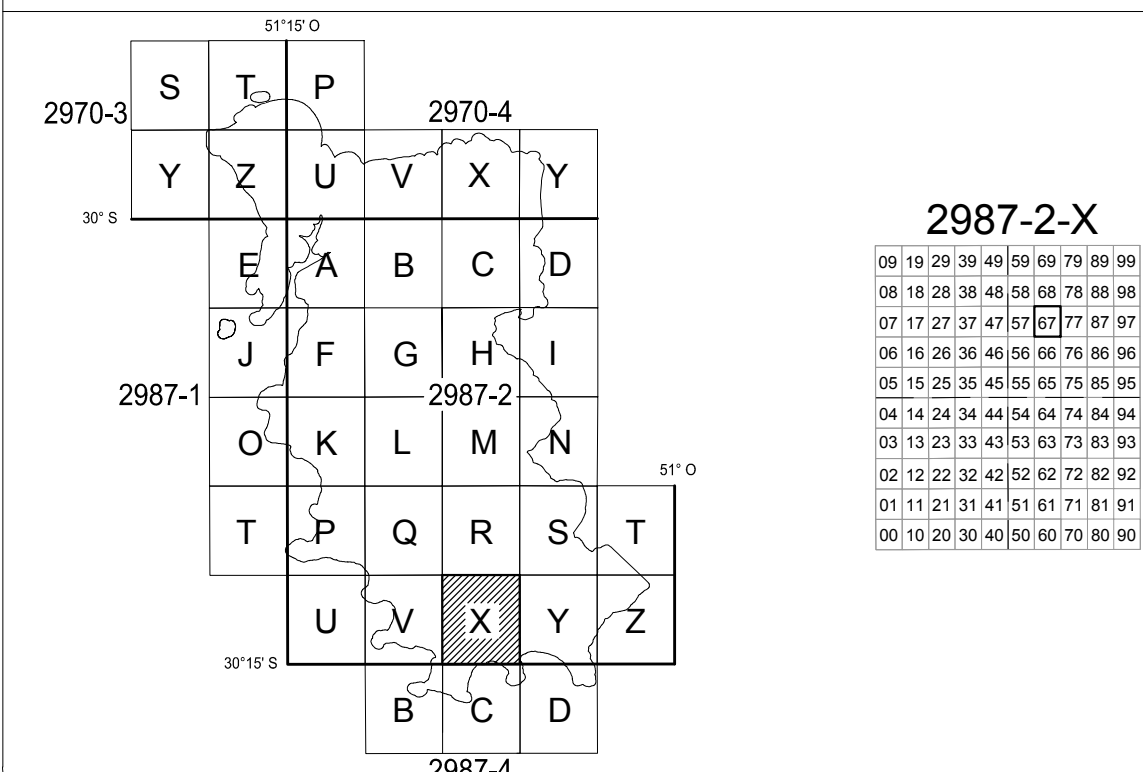 51°15' O
S T P
2970-3 2970-4
Y Z U V X Y
30° S
E A B C D
J F G H I
2987-1 2987-2
O K L M N
51° O
T P Q R S T
U V X Y Z
30°15' S
B C D
2987-4
2987-2-X
09 19 29 39 49 59 69 79 89 99
08 18 28 38 48 58 68 78 88 98
07 17 27 37 47 57 67 77 87 97
06 16 26 36 46 56 66 76 86 96
05 15 25 35 45 55 65 75 85 95
04 14 24 34 44 54 64 74 84 94
03 13 23 33 43 53 63 73 83 93
02 12 22 32 42 52 62 72 82 92
01 11 21 31 41 51 61 71 81 91
00 10 20 30 40 50 60 70 80 90